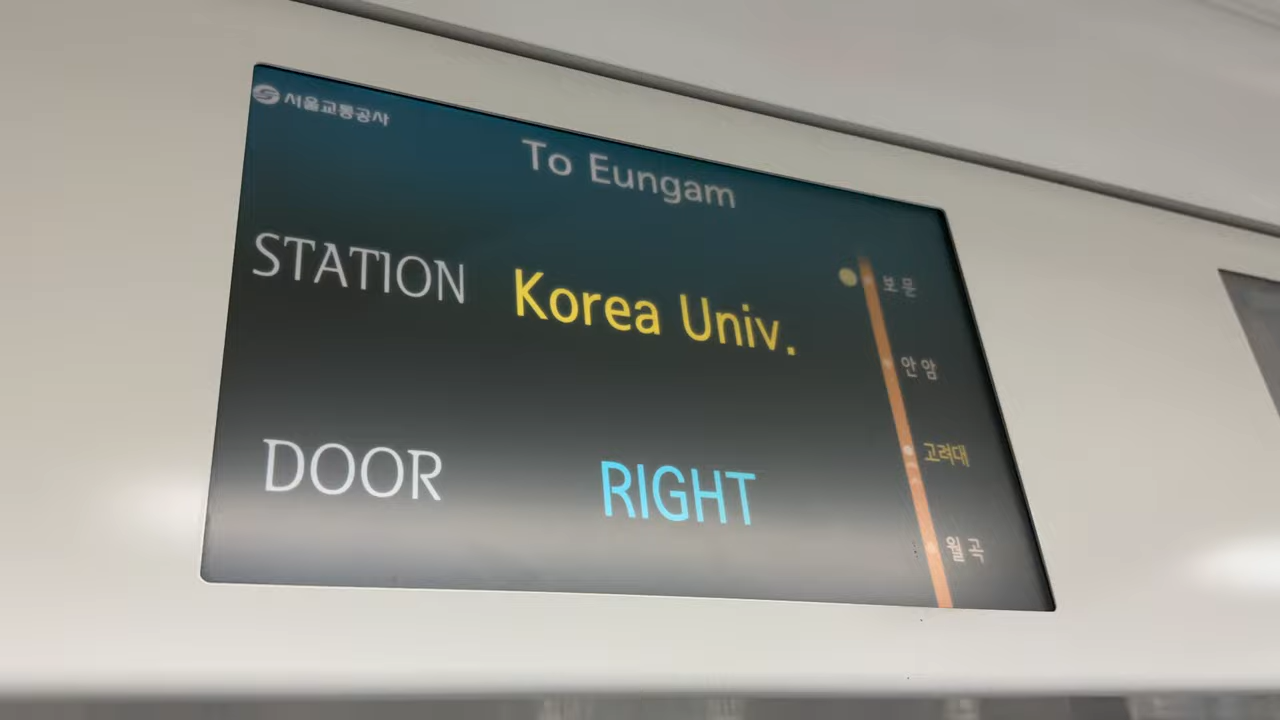 서울교통공사
To Eungam
STATION Korea Univ.
DOOR RIGHT
보문
안암
고려대
월곡